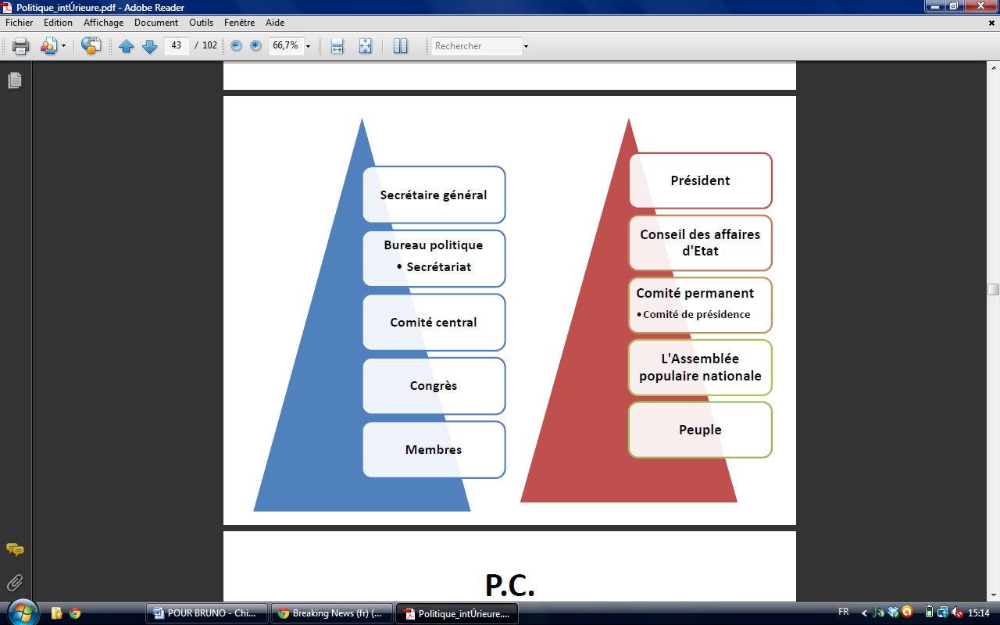 Politique_intÚrieure.pdf - Adobe Reader
Fichier Edition Affichage Document Outils Fenêtre Aide
43 / 102 66,7% Rechercher
Secrétaire général
Bureau politique
• Secrétariat
Comité central
Congrès
Membres
Président
Conseil des affaires
d'Etat
Comité permanent
•Comité de présidence
L'Assemblée
populaire nationale
Peuple
P.C.
POUR BRUNO - Chi... Breaking News (fr) (... Politique_intÚrieure.... FR 15:14